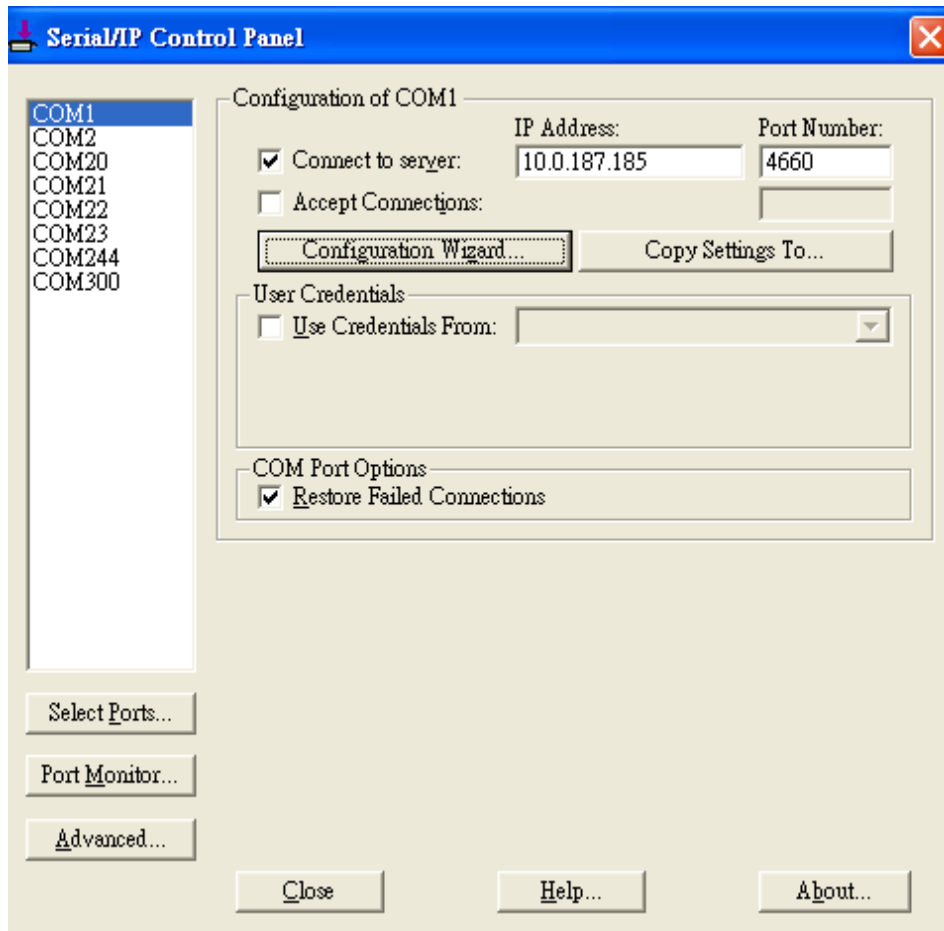 Serial/IP Control Panel
COM1
COM2
COM20
COM21
COM22
COM23
COM244
COM300
Select Ports...
Port Monitor...
Advanced...
Configuration of COM1
IP Address: Port Number:
Connect to server: 10.0.187.185 4660
Accept Connections:
Configuration Wizard... Copy Settings To...
User Credentials
Use Credentials From:
COM Port Options
Restore Failed Connections
Close Help... About...